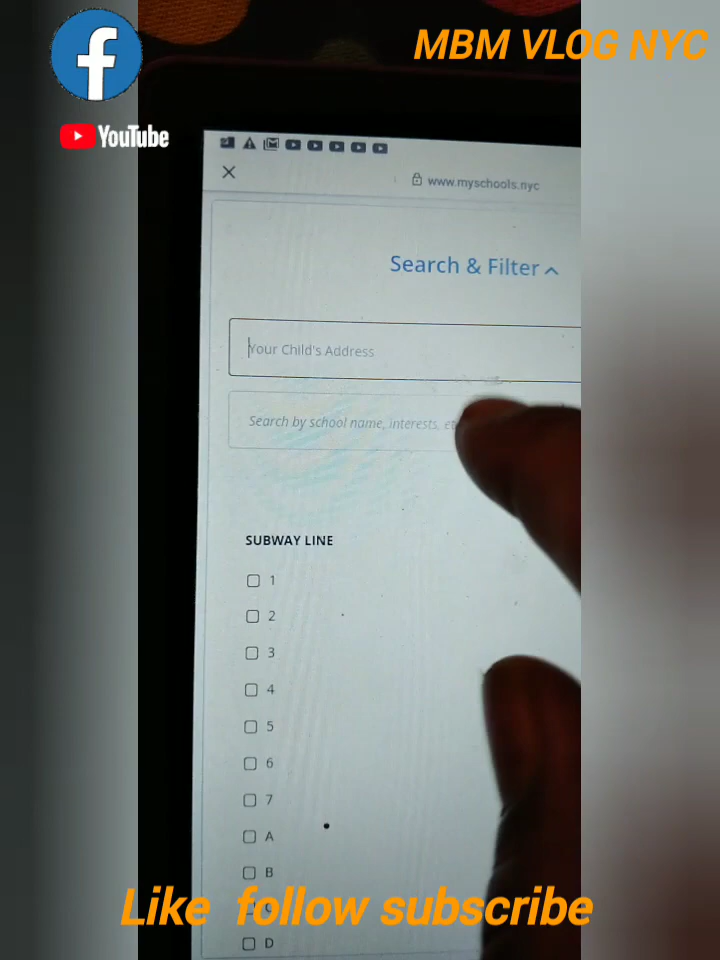 MBM VLOG NYC
YouTube
www.myschools.nyc
Search & Filter
Your Child's Address
Search by school name, interests,
SUBWAY LINE
1
2
3
4
5
6
7
A
B
Like follow subscribe
D